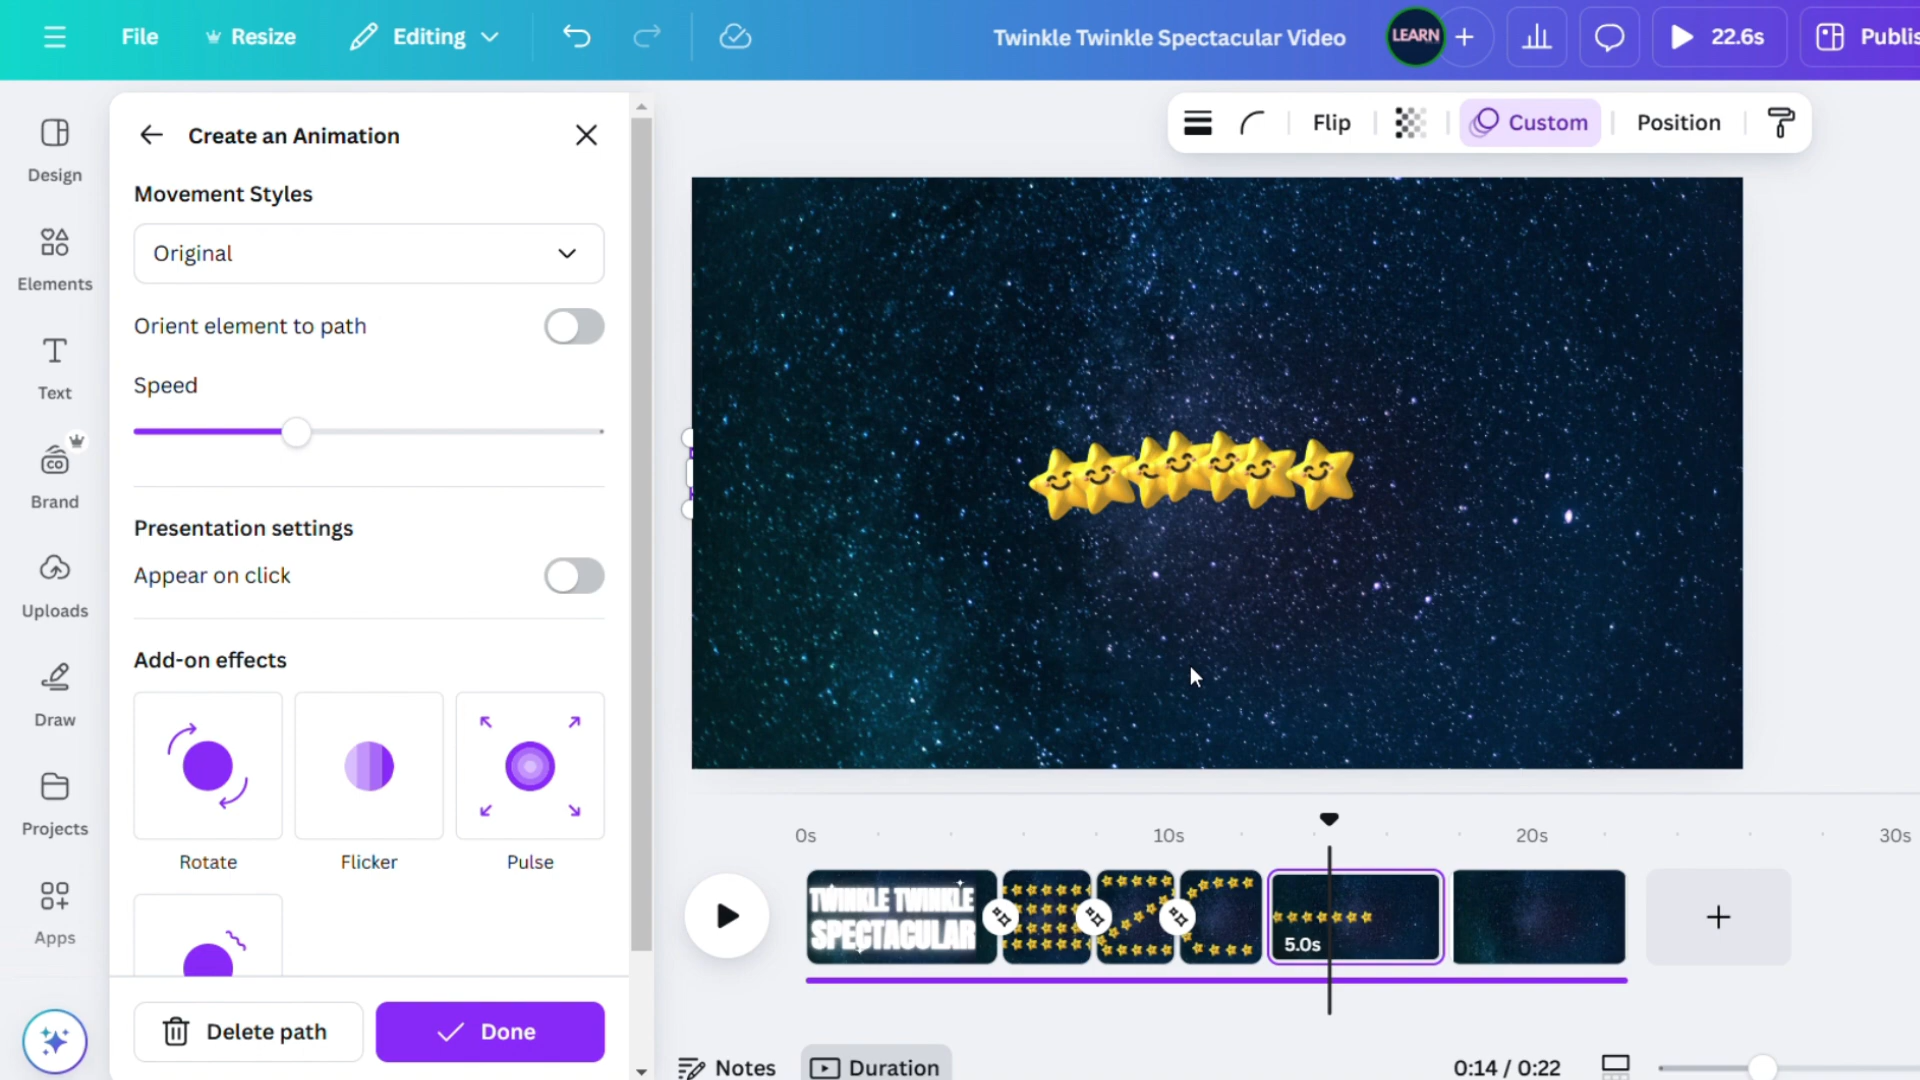 File
Resize
Editing
Twinkle Twinkle Spectacular Video
LEARN
22.6s
Publis
Design
Elements
Text
Brand
CO
Uploads
Draw
Projects
Apps
Create an Animation
Movement Styles
Original
Orient element to path
Speed
Presentation settings
Appear on click
Add-on effects
Rotate
Flicker
Pulse
Delete path
Done
Flip
Custom
Position
0s
10s
20s
30s
TWINKLE TWINKLE
SPECTACULAR
5.0s
Notes
Duration
0:14 / 0:22